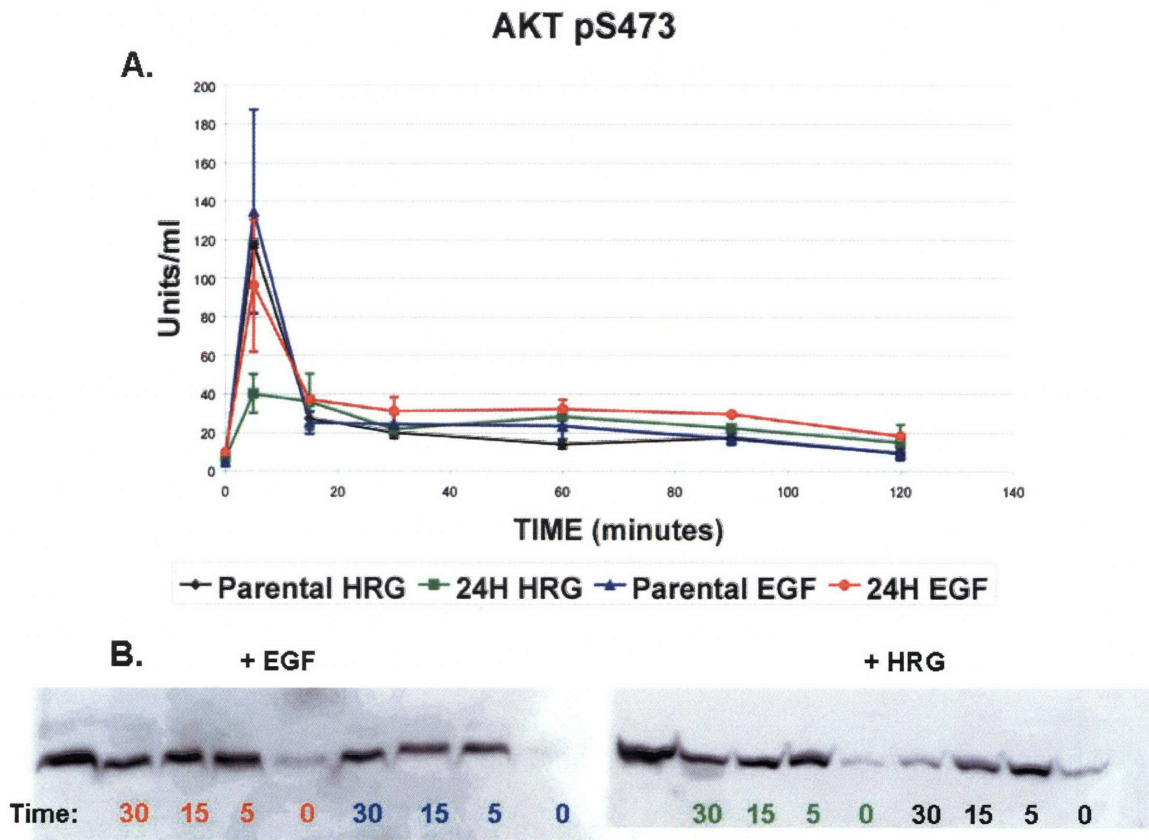 AKT pS473
A.
200
180
160
140
120
100
80
60
40
20
0
Units/ml
0 20 40 60 80 100 120 140
TIME (minutes)
Parental HRG 24H HRG Parental EGF 24H EGF
B. + EGF + HRG
Time: 30 15 5 0 30 15 5 0 30 15 5 0 30 15 5 0